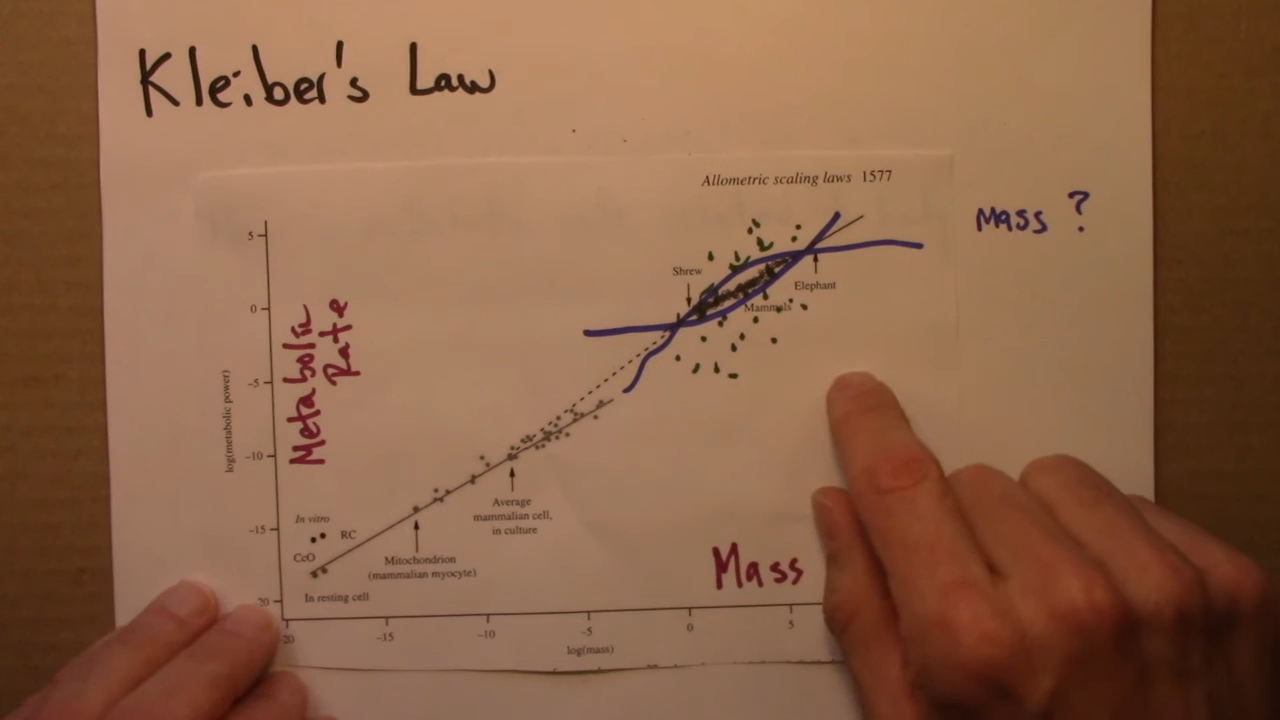 Kleiber's Law
Allometric scaling laws 1577
Mass ?
5
Shrew
Elephant
0
Mammals
Metabolic
Rate
-5
log(metabolic power)
-10
Average
mammalian cell,
in culture
In vitro
-15
RC
CcO
Mitochondrion
(mammalian myocyte)
Mass
In resting cell
20
20
-15
-10
-5
0
5
log(mass)